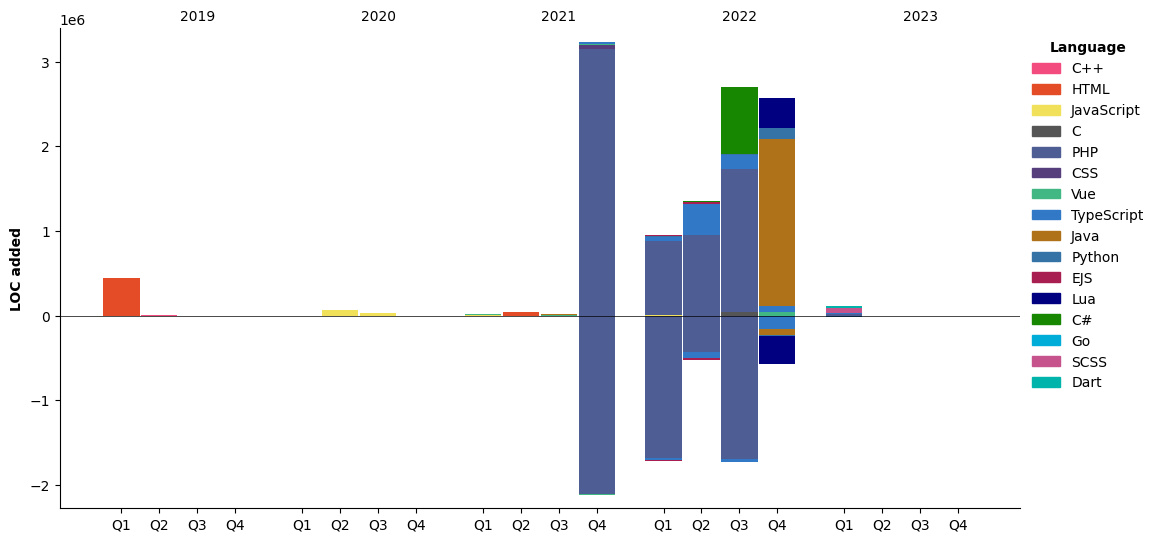 1e6
2019 2020 2021 2022 2023
LOC added
3
2
1
0
−1
−2
Q1 Q2 Q3 Q4 Q1 Q2 Q3 Q4 Q1 Q2 Q3 Q4 Q1 Q2 Q3 Q4 Q1 Q2 Q3 Q4
Language
C++
HTML
JavaScript
C
PHP
CSS
Vue
TypeScript
Java
Python
EJS
Lua
C#
Go
SCSS
Dart